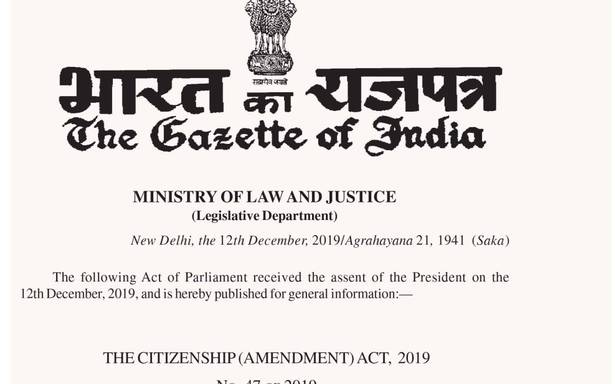 सत्यमेव जयते
भारत का राजपत्र
The Gazette of India
MINISTRY OF LAW AND JUSTICE
(Legislative Department)
New Delhi, the 12th December, 2019/Agrahayana 21, 1941 (Saka)
The following Act of Parliament received the assent of the President on the
12th December, 2019, and is hereby published for general information:—
THE CITIZENSHIP (AMENDMENT) ACT, 2019
No. 47 OF 2019